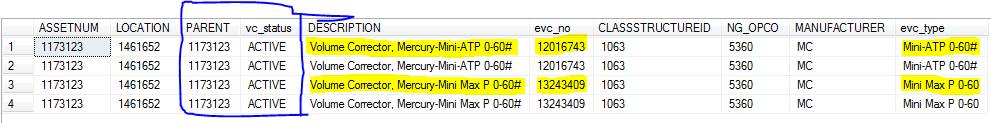 ASSETNUM LOCATION PARENT vc_status DESCRIPTION evc_no CLASSSTRUCTUREID NG_OPCO MANUFACTURER evc_type
1 1173123 1461652 1173123 ACTIVE Volume Corrector, Mercury-Mini-ATP 0-60# 12016743 1063 5360 MC Mini-ATP 0-60#
2 1173123 1461652 1173123 ACTIVE Volume Corrector, Mercury-Mini-ATP 0-60# 12016743 1063 5360 MC Mini-ATP 0-60#
3 1173123 1461652 1173123 ACTIVE Volume Corrector, Mercury-Mini Max P 0-60# 13243409 1063 5360 MC Mini Max P 0-60
4 1173123 1461652 1173123 ACTIVE Volume Corrector, Mercury-Mini Max P 0-60# 13243409 1063 5360 MC Mini Max P 0-60